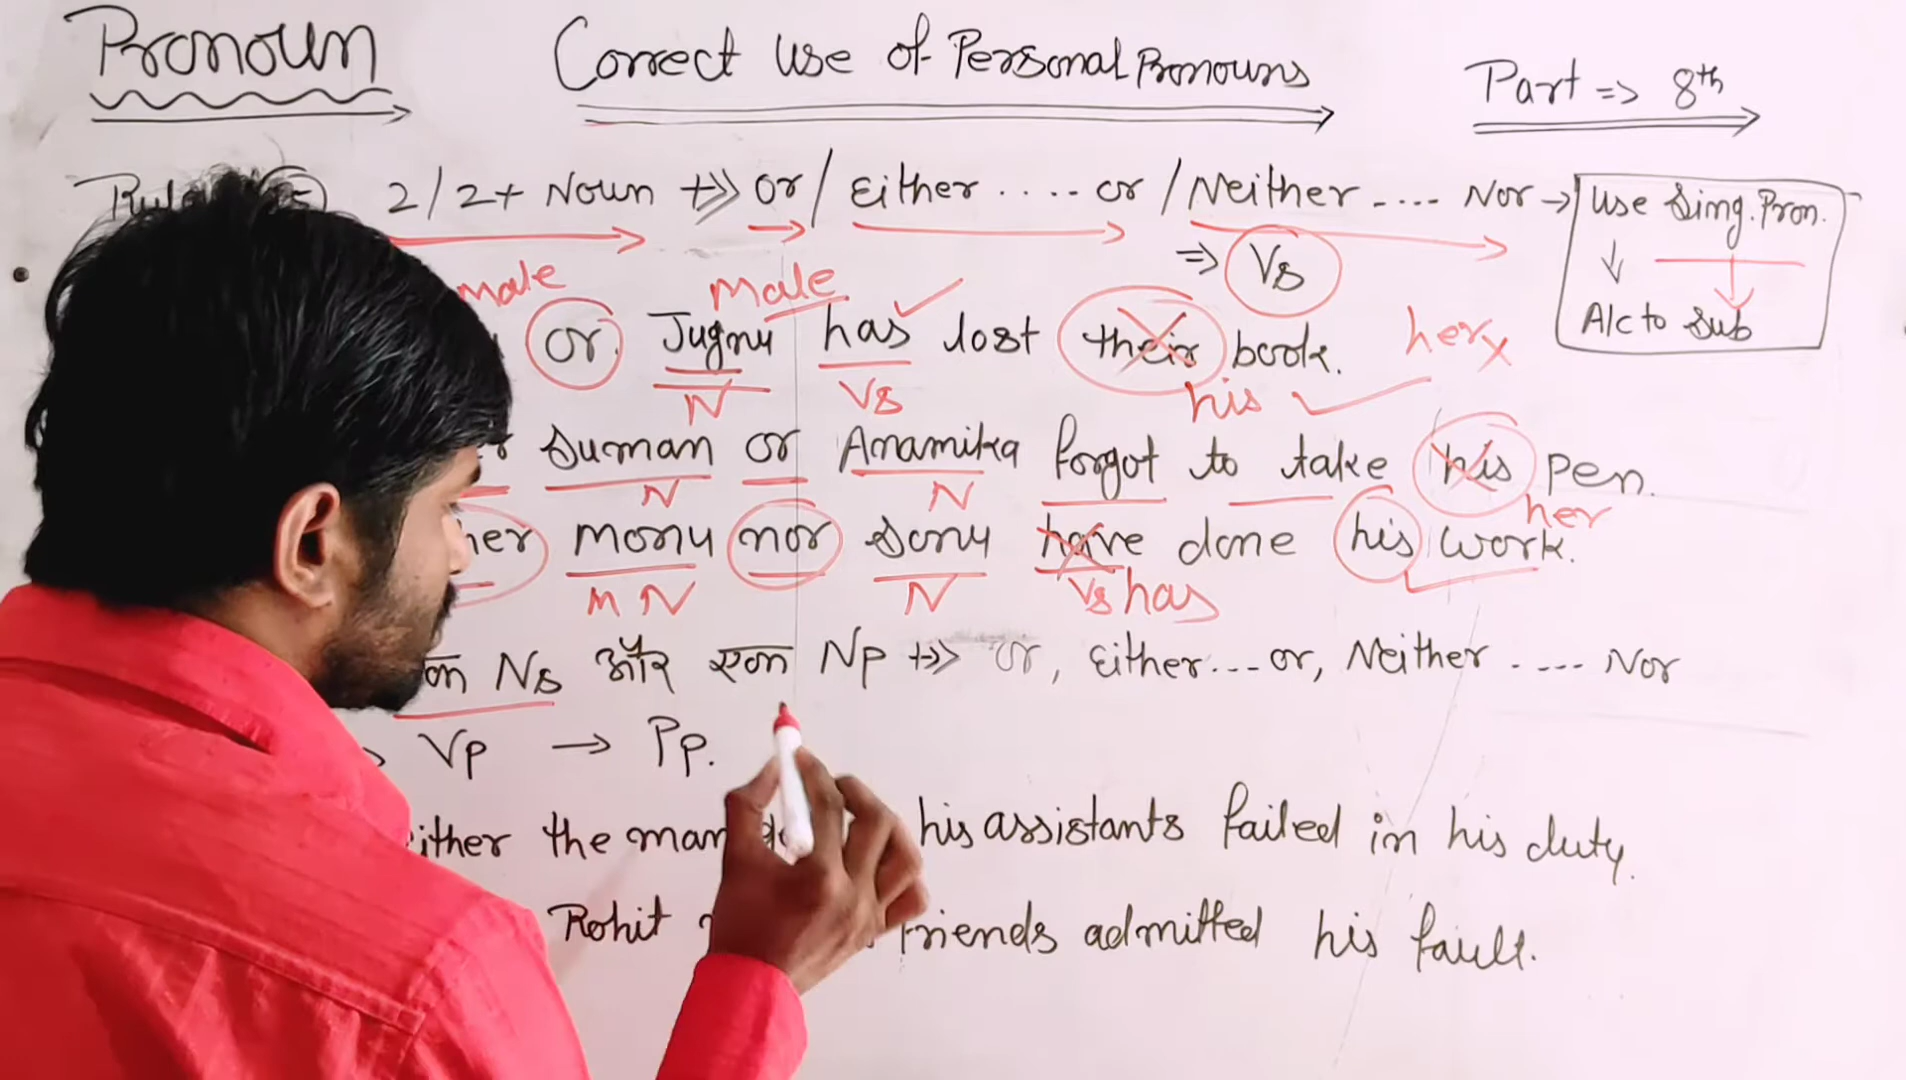 Pronoun Correct use of Personal Pronouns Part => 8th
2/2+ Noun +>> or / Either .... or / Neither .... Nor → Use Sing. Pron.
=> Vs
↓
A/c to Sub
male male
or Jugnu has lost their book. her x
N Vs his ✓
Suman or Anamika forgot to take his pen.
N N her
her monu nor Sonu have done his work.
M N N Vs has
Ns और एक Np +>> or, Either... or, Neither .... Nor
Vp → Pp.
ither the man his assistants failed in his duty.
Rohit friends admitted his fault.